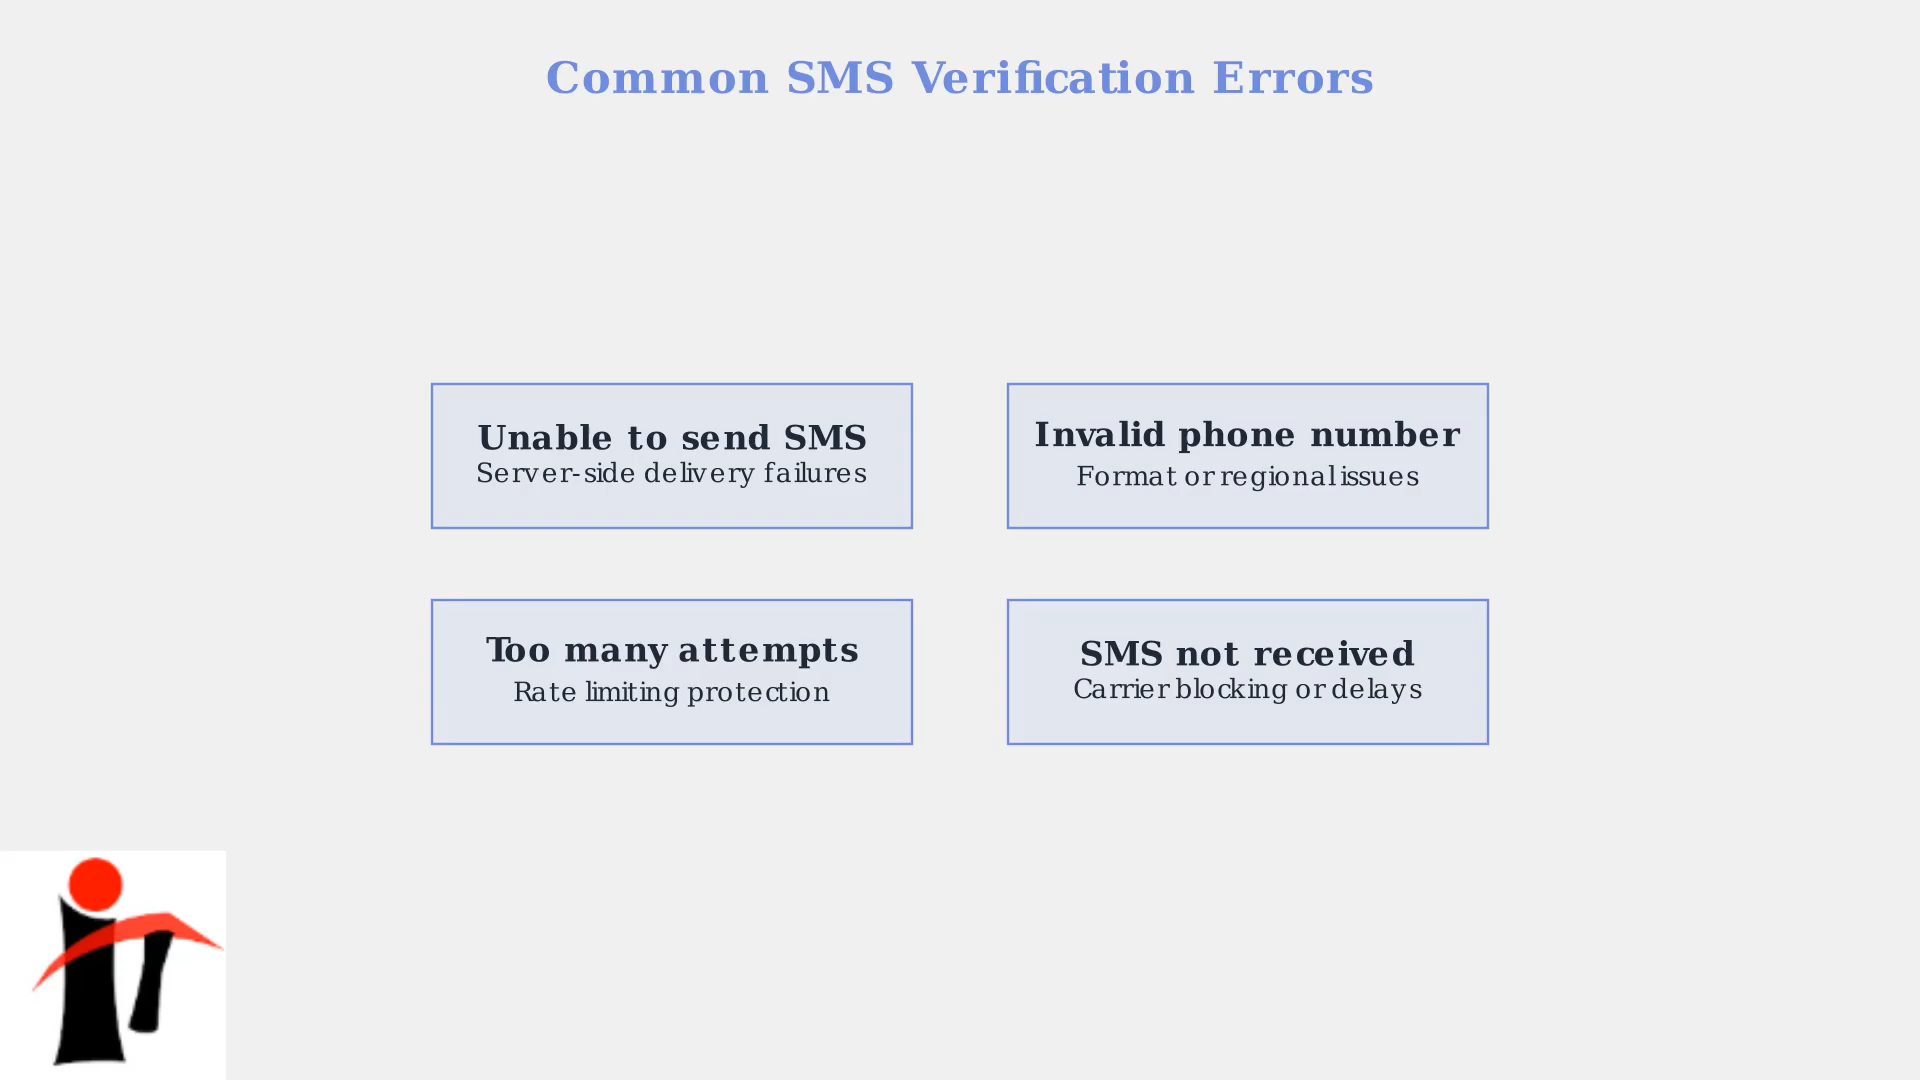 Common SMS Verification Errors
Unable to send SMS
Server-side delivery failures
Invalid phone number
Format or regional issues
Too many attempts
Rate limiting protection
SMS not received
Carrier blocking or delays